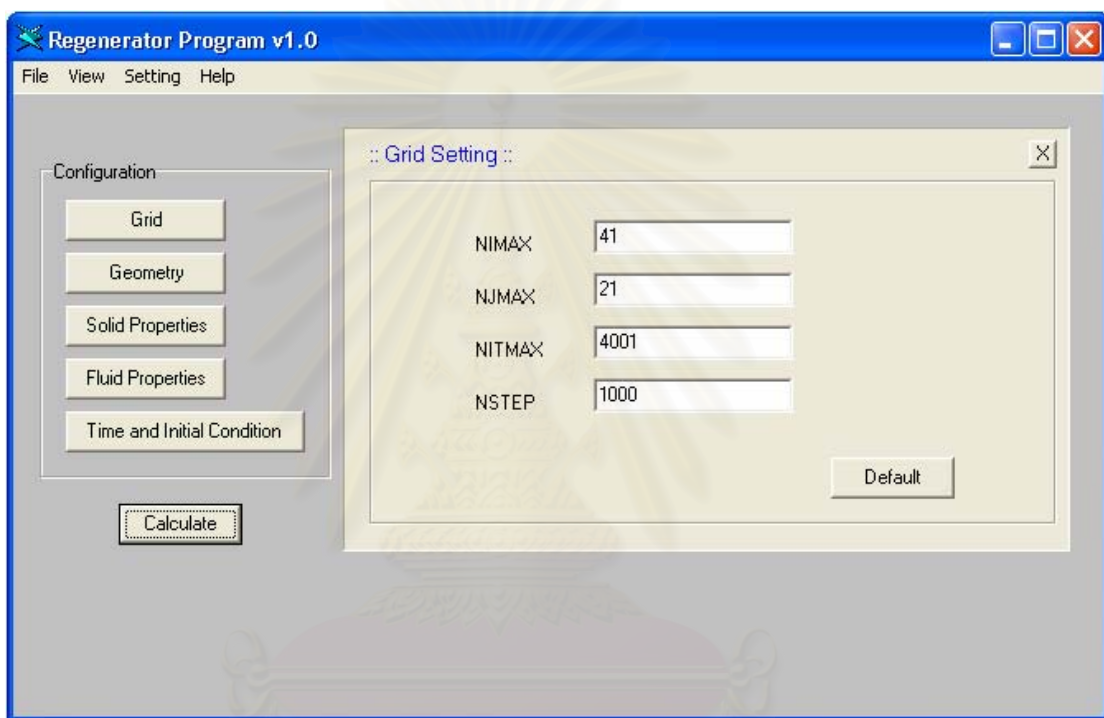 Regenerator Program v1.0
File View Setting Help
Configuration
Grid
Geometry
Solid Properties
Fluid Properties
Time and Initial Condition
Calculate
:: Grid Setting ::
X
NIMAX 41
NJMAX 21
NITMAX 4001
NSTEP 1000
Default